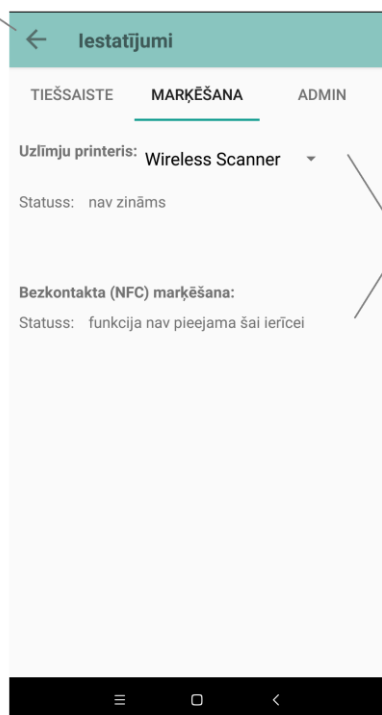 Iestatījumi
TIEŠSAISTE MARĶĒŠANA ADMIN
Uzlīmju printeris: Wireless Scanner
Statuss: nav zināms
Bezkontakta (NFC) marķēšana:
Statuss: funkcija nav pieejama šai ierīcei